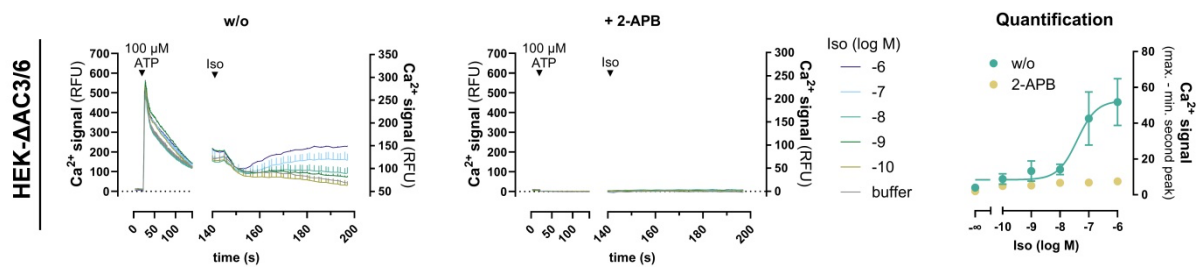 w/o
+ 2-APB
Quantification
HEK-ΔAC3/6
Ca2+ signal (RFU)
700
600
500
400
300
200
100
0
100 µM
ATP
Iso
350
300
250
200
150
100
50
Ca2+ signal (RFU)
0
50
100
140
160
180
200
time (s)
Ca2+ signal (RFU)
700
600
500
400
300
200
100
0
100 µM
ATP
Iso
300
250
200
150
100
50
0
Ca2+ signal (RFU)
0
50
100
140
160
180
200
time (s)
Iso (log M)
-6
-7
-8
-8
-9
-10
buffer
w/o
2-APB
80
60
40
20
0
Ca2+ signal
(max. - min. second peak)
-∞
-10
-9
-8
-7
-6
Iso (log M)